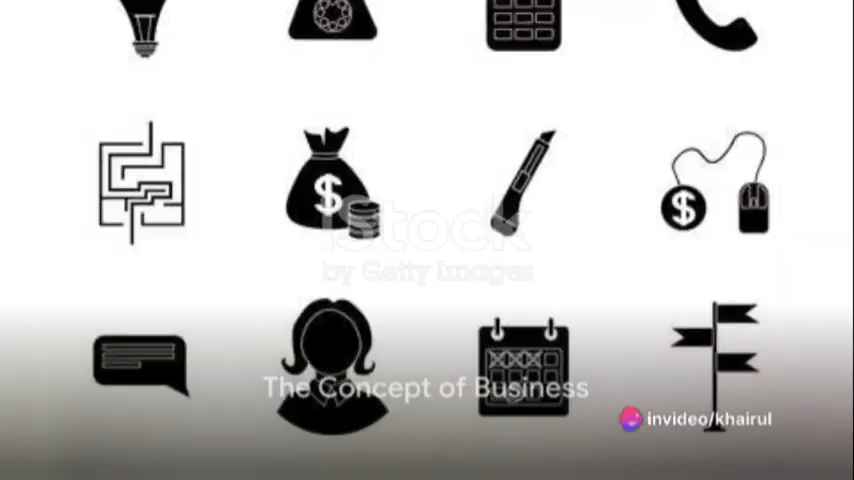 iStock
by Getty Images
The Concept of Business
invideo/khairul